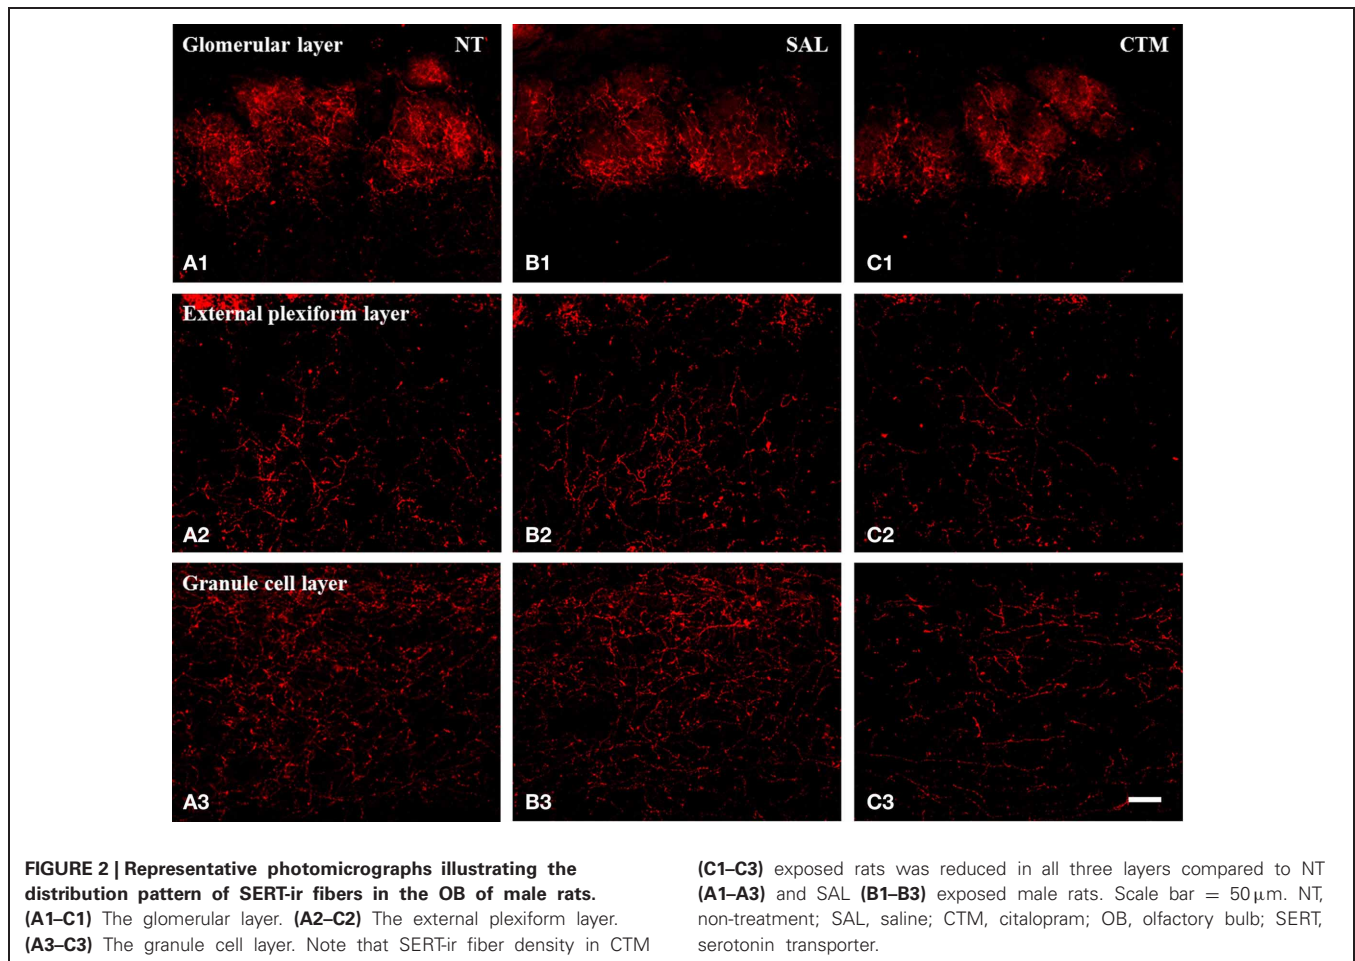 Glomerular layer NT
SAL
CTM
A1
B1
C1
External plexiform layer
A2
B2
C2
Granule cell layer
A3
B3
C3
FIGURE 2 | Representative photomicrographs illustrating the
distribution pattern of SERT-ir fibers in the OB of male rats.
(A1–C1) The glomerular layer. (A2–C2) The external plexiform layer.
(A3–C3) The granule cell layer. Note that SERT-ir fiber density in CTM
(C1–C3) exposed rats was reduced in all three layers compared to NT
(A1–A3) and SAL (B1–B3) exposed male rats. Scale bar = 50 μm. NT,
non-treatment; SAL, saline; CTM, citalopram; OB, olfactory bulb; SERT,
serotonin transporter.